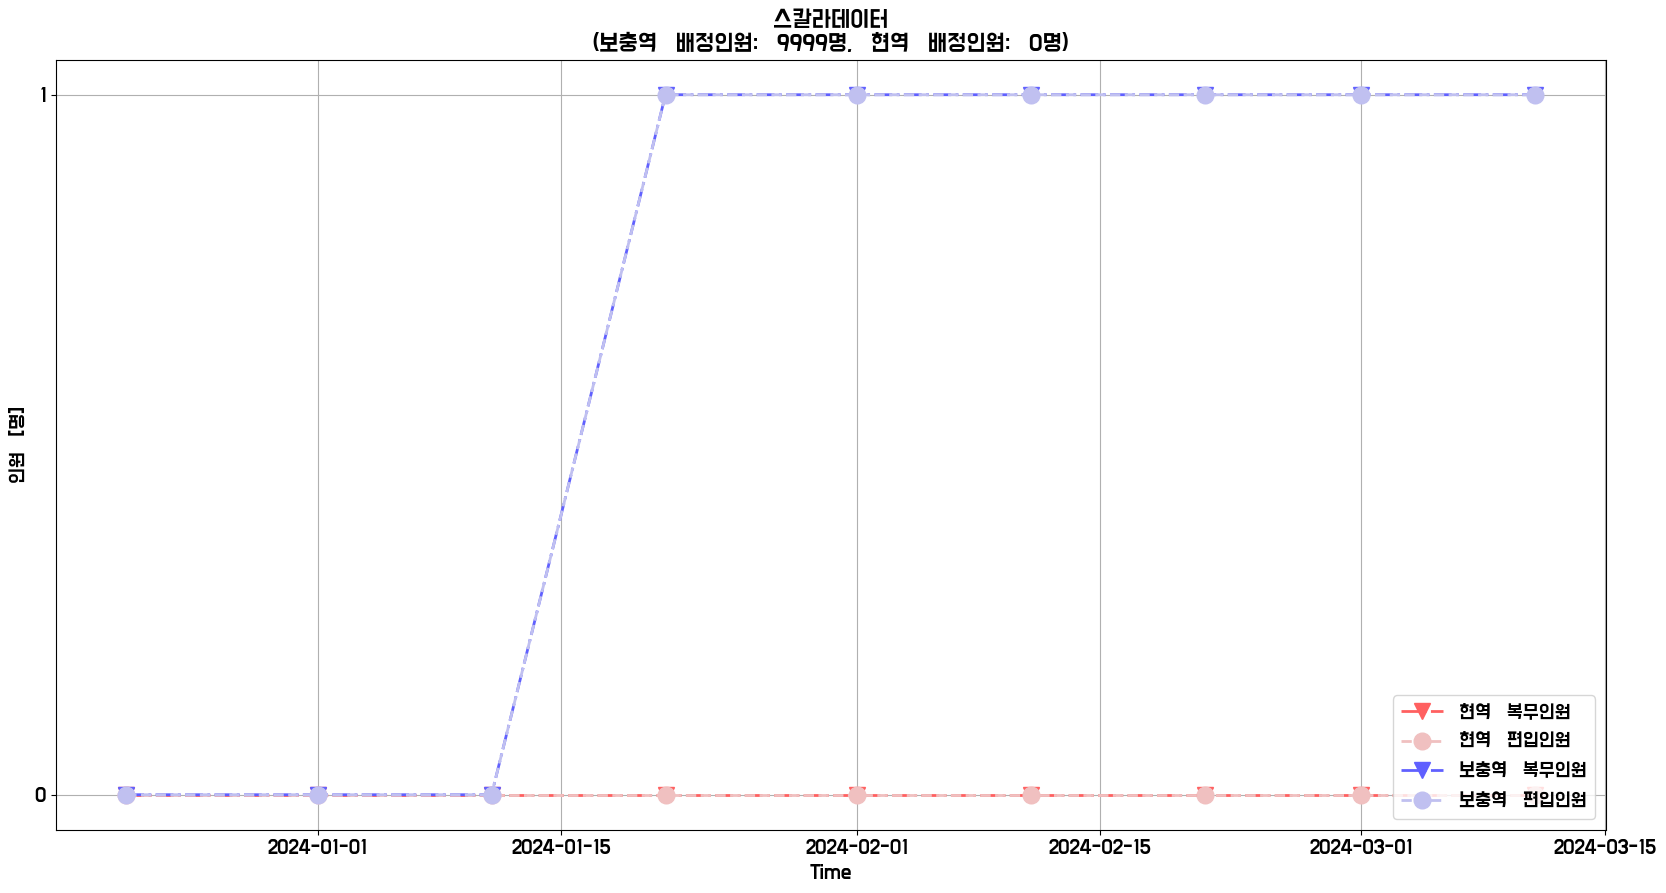 스칼라데이터
(보충역 배정인원: 9999명, 현역 배정인원: 0명)
1
0
인원 [명]
2024-01-01 2024-01-15 2024-02-01 2024-02-15 2024-03-01 2024-03-15
Time
현역 복무인원
현역 편입인원
보충역 복무인원
보충역 편입인원